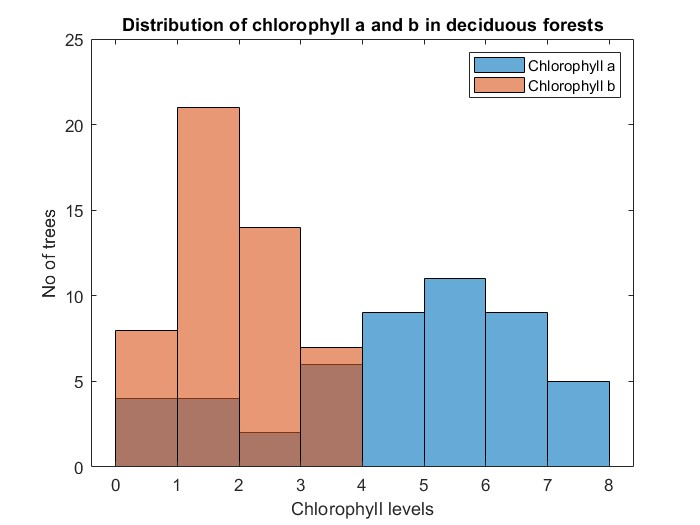 Distribution of chlorophyll a and b in deciduous forests
Chlorophyll a
Chlorophyll b
25
20
15
10
5
0
No of trees
0 1 2 3 4 5 6 7 8
Chlorophyll levels